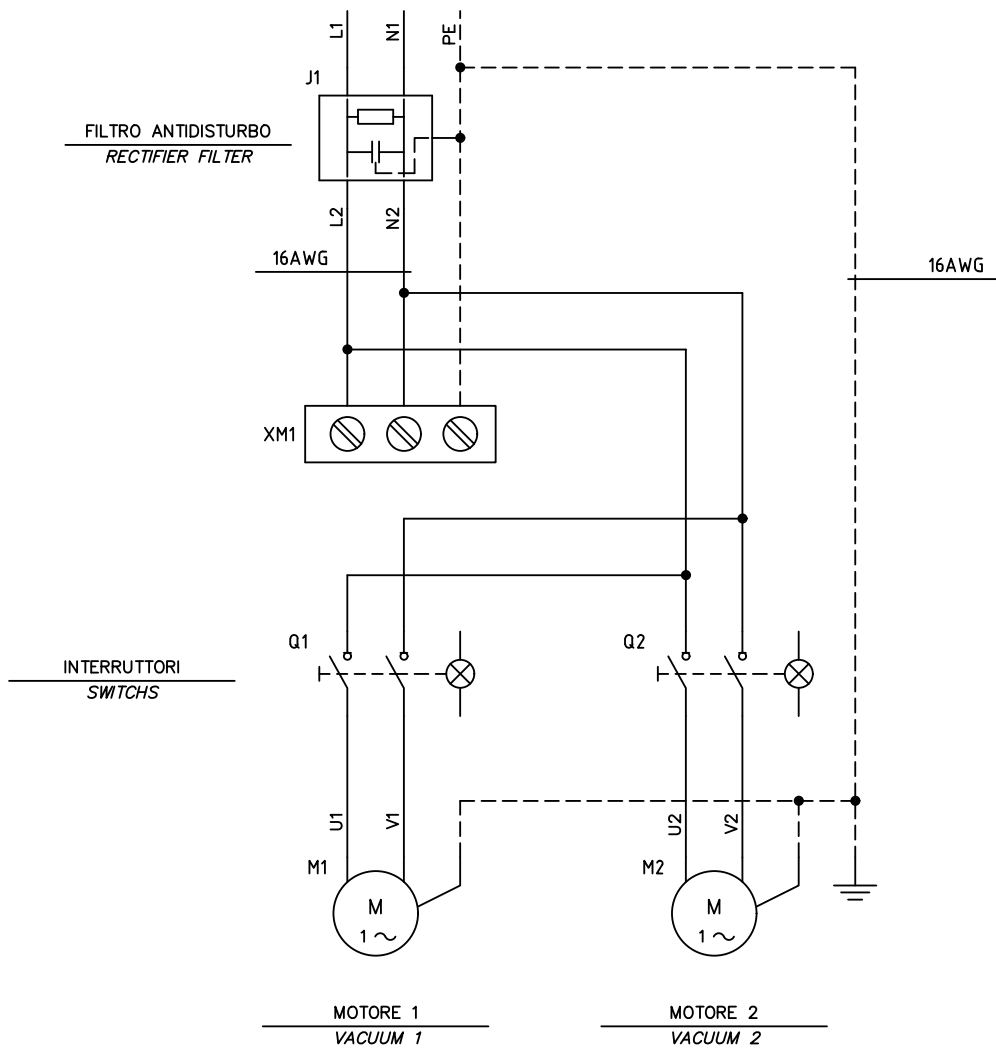 L1
N1
PE
J1
FILTRO ANTIDISTURBO
RECTIFIER FILTER
L2
N2
16AWG
16AWG
XM1
Q1
Q2
INTERRUTTORI
SWITCHS
U1
V1
U2
V2
M1
M2
M
1~
M
1~
MOTORE 1
VACUUM 1
MOTORE 2
VACUUM 2